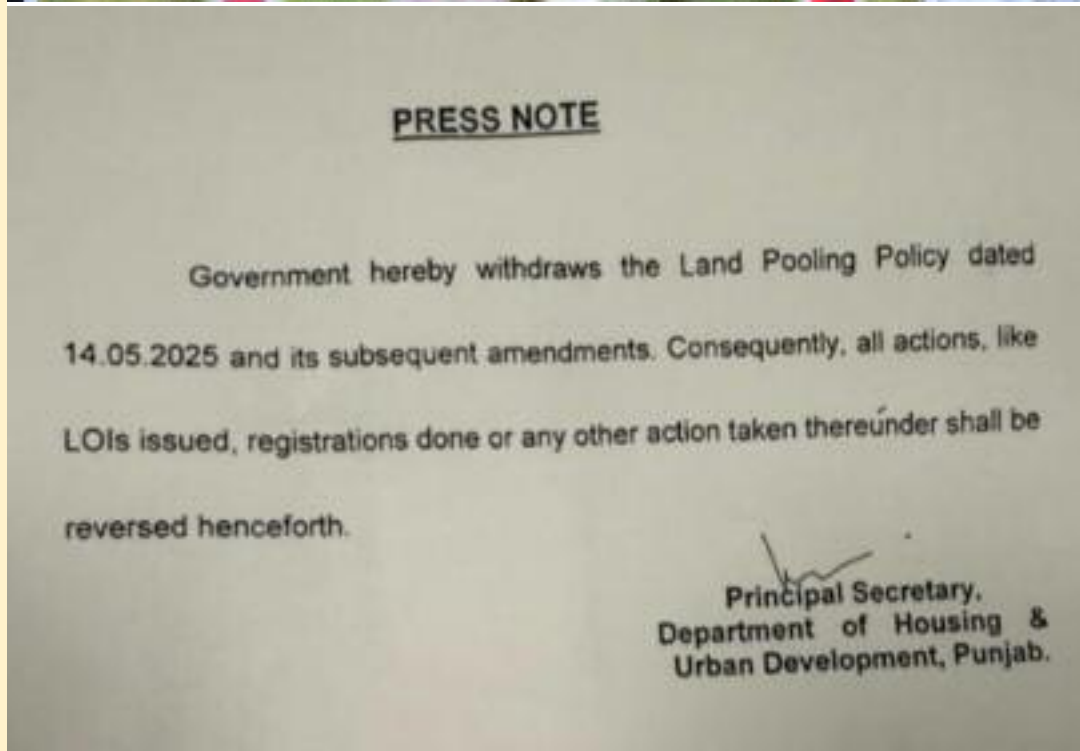 PRESS NOTE
Government hereby withdraws the Land Pooling Policy dated
14.05.2025 and its subsequent amendments. Consequently, all actions, like
LOIs issued, registrations done or any other action taken thereunder shall be
reversed henceforth.
Principal Secretary,
Department of Housing &
Urban Development, Punjab.